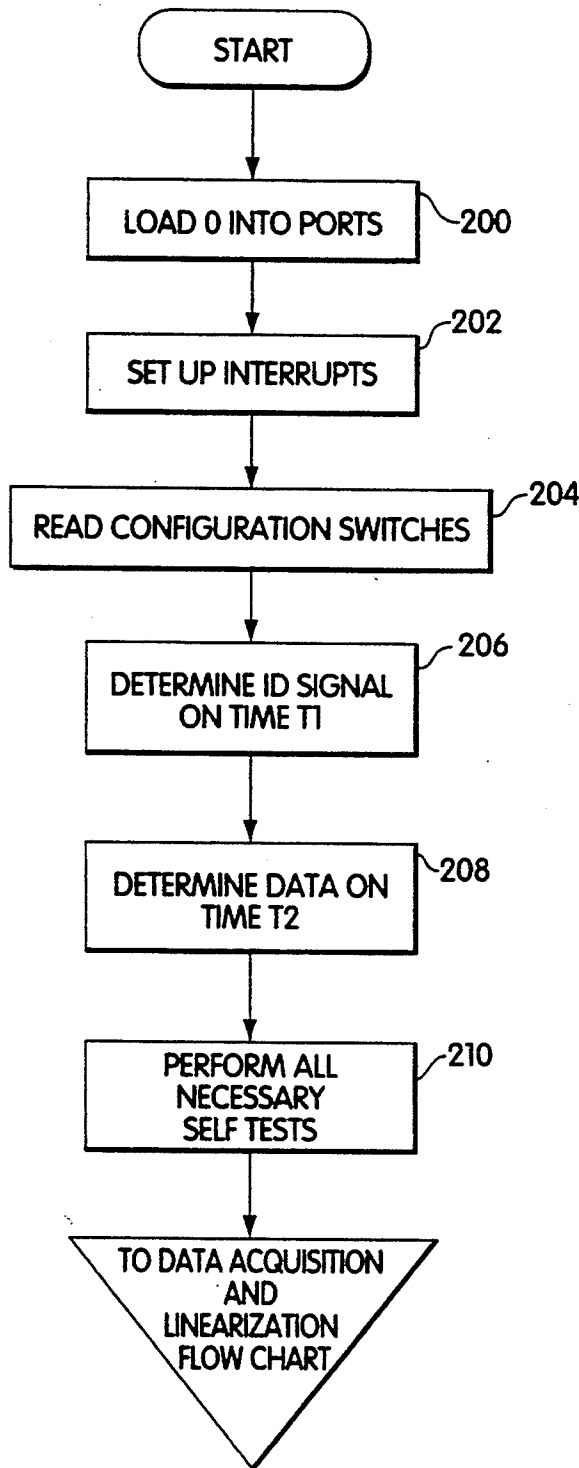 START
LOAD 0 INTO PORTS
200
SET UP INTERRUPTS
202
READ CONFIGURATION SWITCHES
204
DETERMINE ID SIGNAL
ON TIME T1
206
DETERMINE DATA ON
TIME T2
208
PERFORM ALL
NECESSARY
SELF TESTS
210
TO DATA ACQUISITION
AND
LINEARIZATION
FLOW CHART